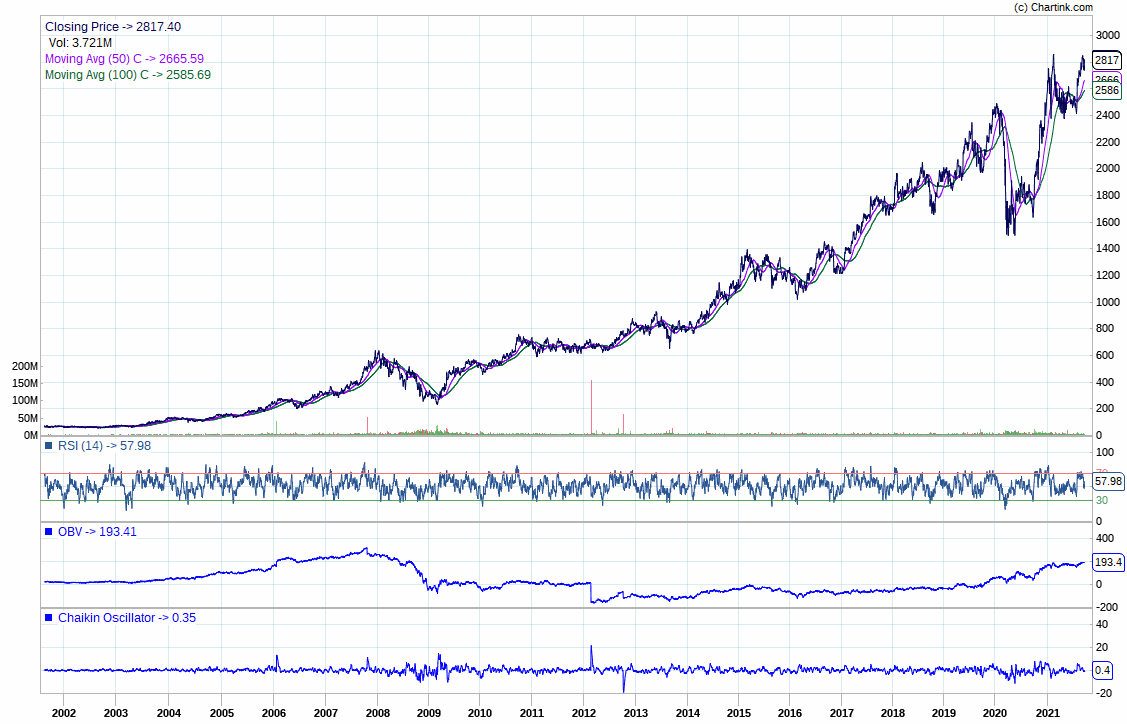 (c) Chartink.com
Closing Price -> 2817.40
Vol: 3.721M
Moving Avg (50) C -> 2665.59
Moving Avg (100) C -> 2585.69
3000
2817
2666
2586
2400
2200
2000
1800
1600
1400
1200
1000
800
600
400
200
0
200M
150M
100M
50M
0M
RSI (14) -> 57.98
100
70
57.98
30
0
OBV -> 193.41
400
193.4
0
-200
Chaikin Oscillator -> 0.35
40
20
0.4
-20
2002 2003 2004 2005 2006 2007 2008 2009 2010 2011 2012 2013 2014 2015 2016 2017 2018 2019 2020 2021